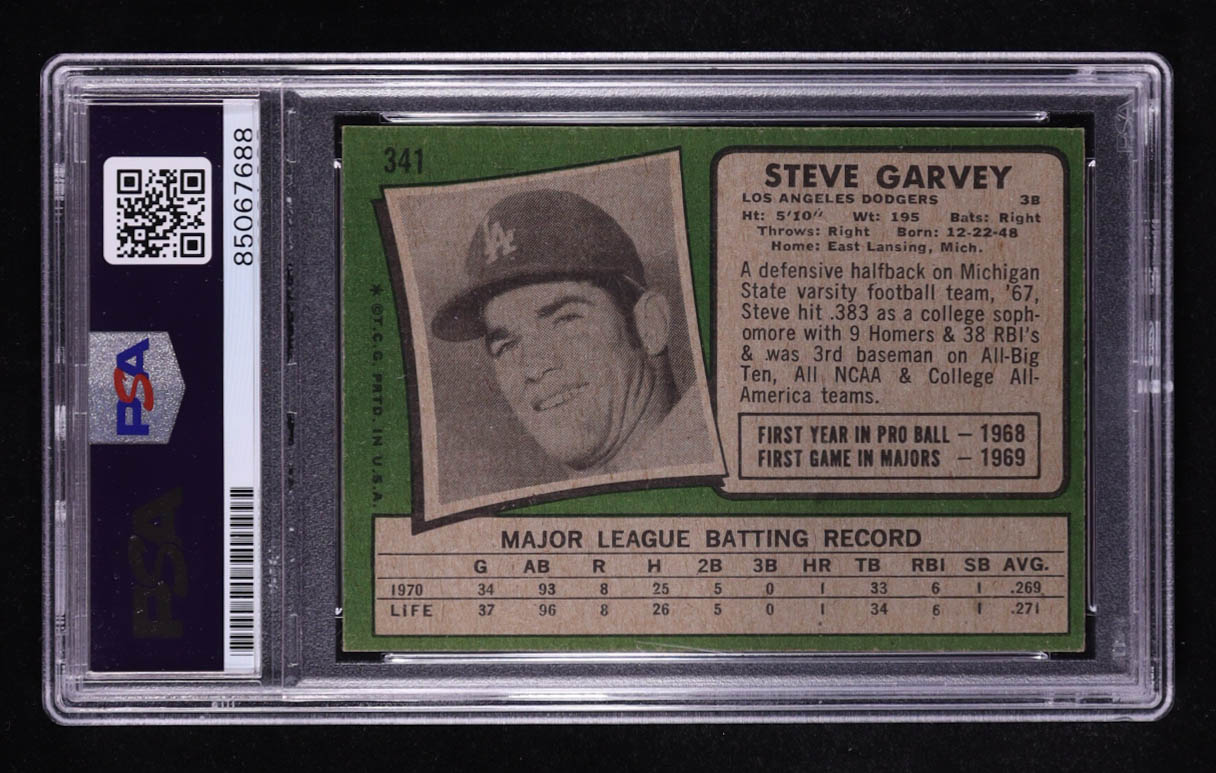 85067688
PSA
PSA
341
LA
* ©T.C.G. PRTD. IN U.S.A.
STEVE GARVEY
LOS ANGELES DODGERS 3B
Ht: 5'10" Wt: 195 Bats: Right
Throws: Right Born: 12-22-48
Home: East Lansing, Mich.
A defensive halfback on Michigan
State varsity football team, '67,
Steve hit .383 as a college soph-
omore with 9 Homers & 38 RBI's
& was 3rd baseman on All-Big
Ten, All NCAA & College All-
America teams.
FIRST YEAR IN PRO BALL — 1968
FIRST GAME IN MAJORS — 1969
MAJOR LEAGUE BATTING RECORD
G AB R H 2B 3B HR TB RBI SB AVG.
1970 34 93 8 25 5 0 1 33 6 1 .269
LIFE 37 96 8 26 5 0 1 34 6 1 .271